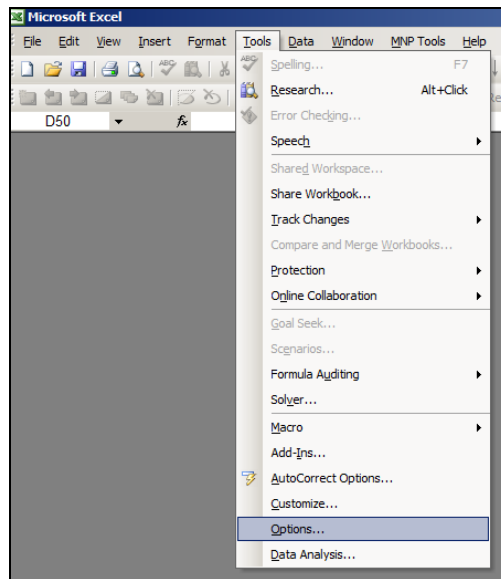 Microsoft Excel
File Edit View Insert Format Tools Data Window MNP Tools Help
Spelling... F7
Research... Alt+Click
Error Checking...
Speech
Shared Workspace...
Share Workbook...
Track Changes
Compare and Merge Workbooks...
Protection
Online Collaboration
Goal Seek...
Scenarios...
Formula Auditing
Solver...
Macro
Add-Ins...
AutoCorrect Options...
Customize...
Options...
Data Analysis...
D50 fx